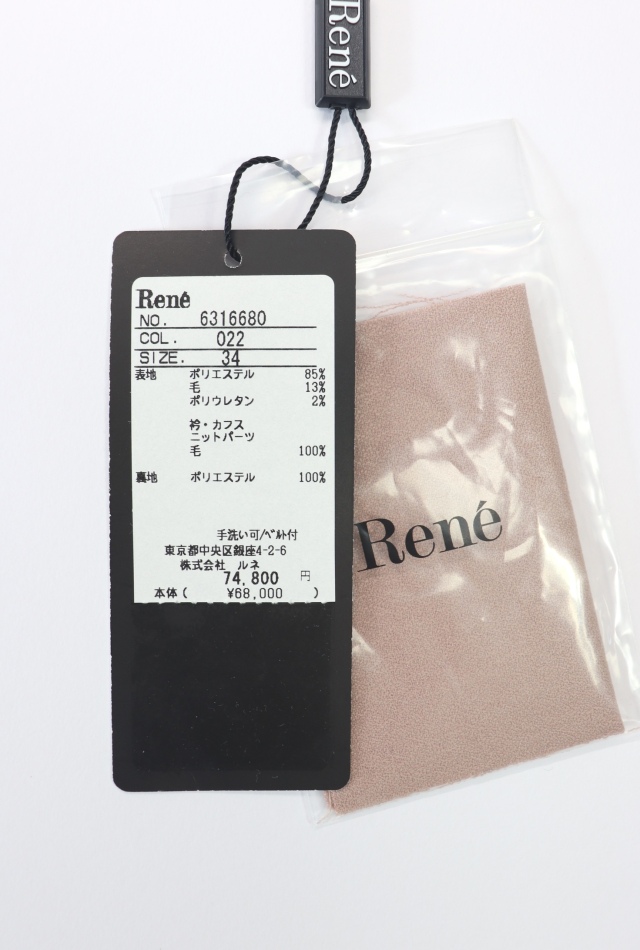 René
René
NO. 6316680
COL. 022
SIZE. 34
表地 ポリエステル 85%
毛 13%
ポリウレタン 2%
衿・カフス
ニットパーツ
毛 100%
裏地 ポリエステル 100%
手洗い可/ベルト付
東京都中央区銀座4-2-6
株式会社 ルネ
74,800 円
本体( ¥68,000 )
René